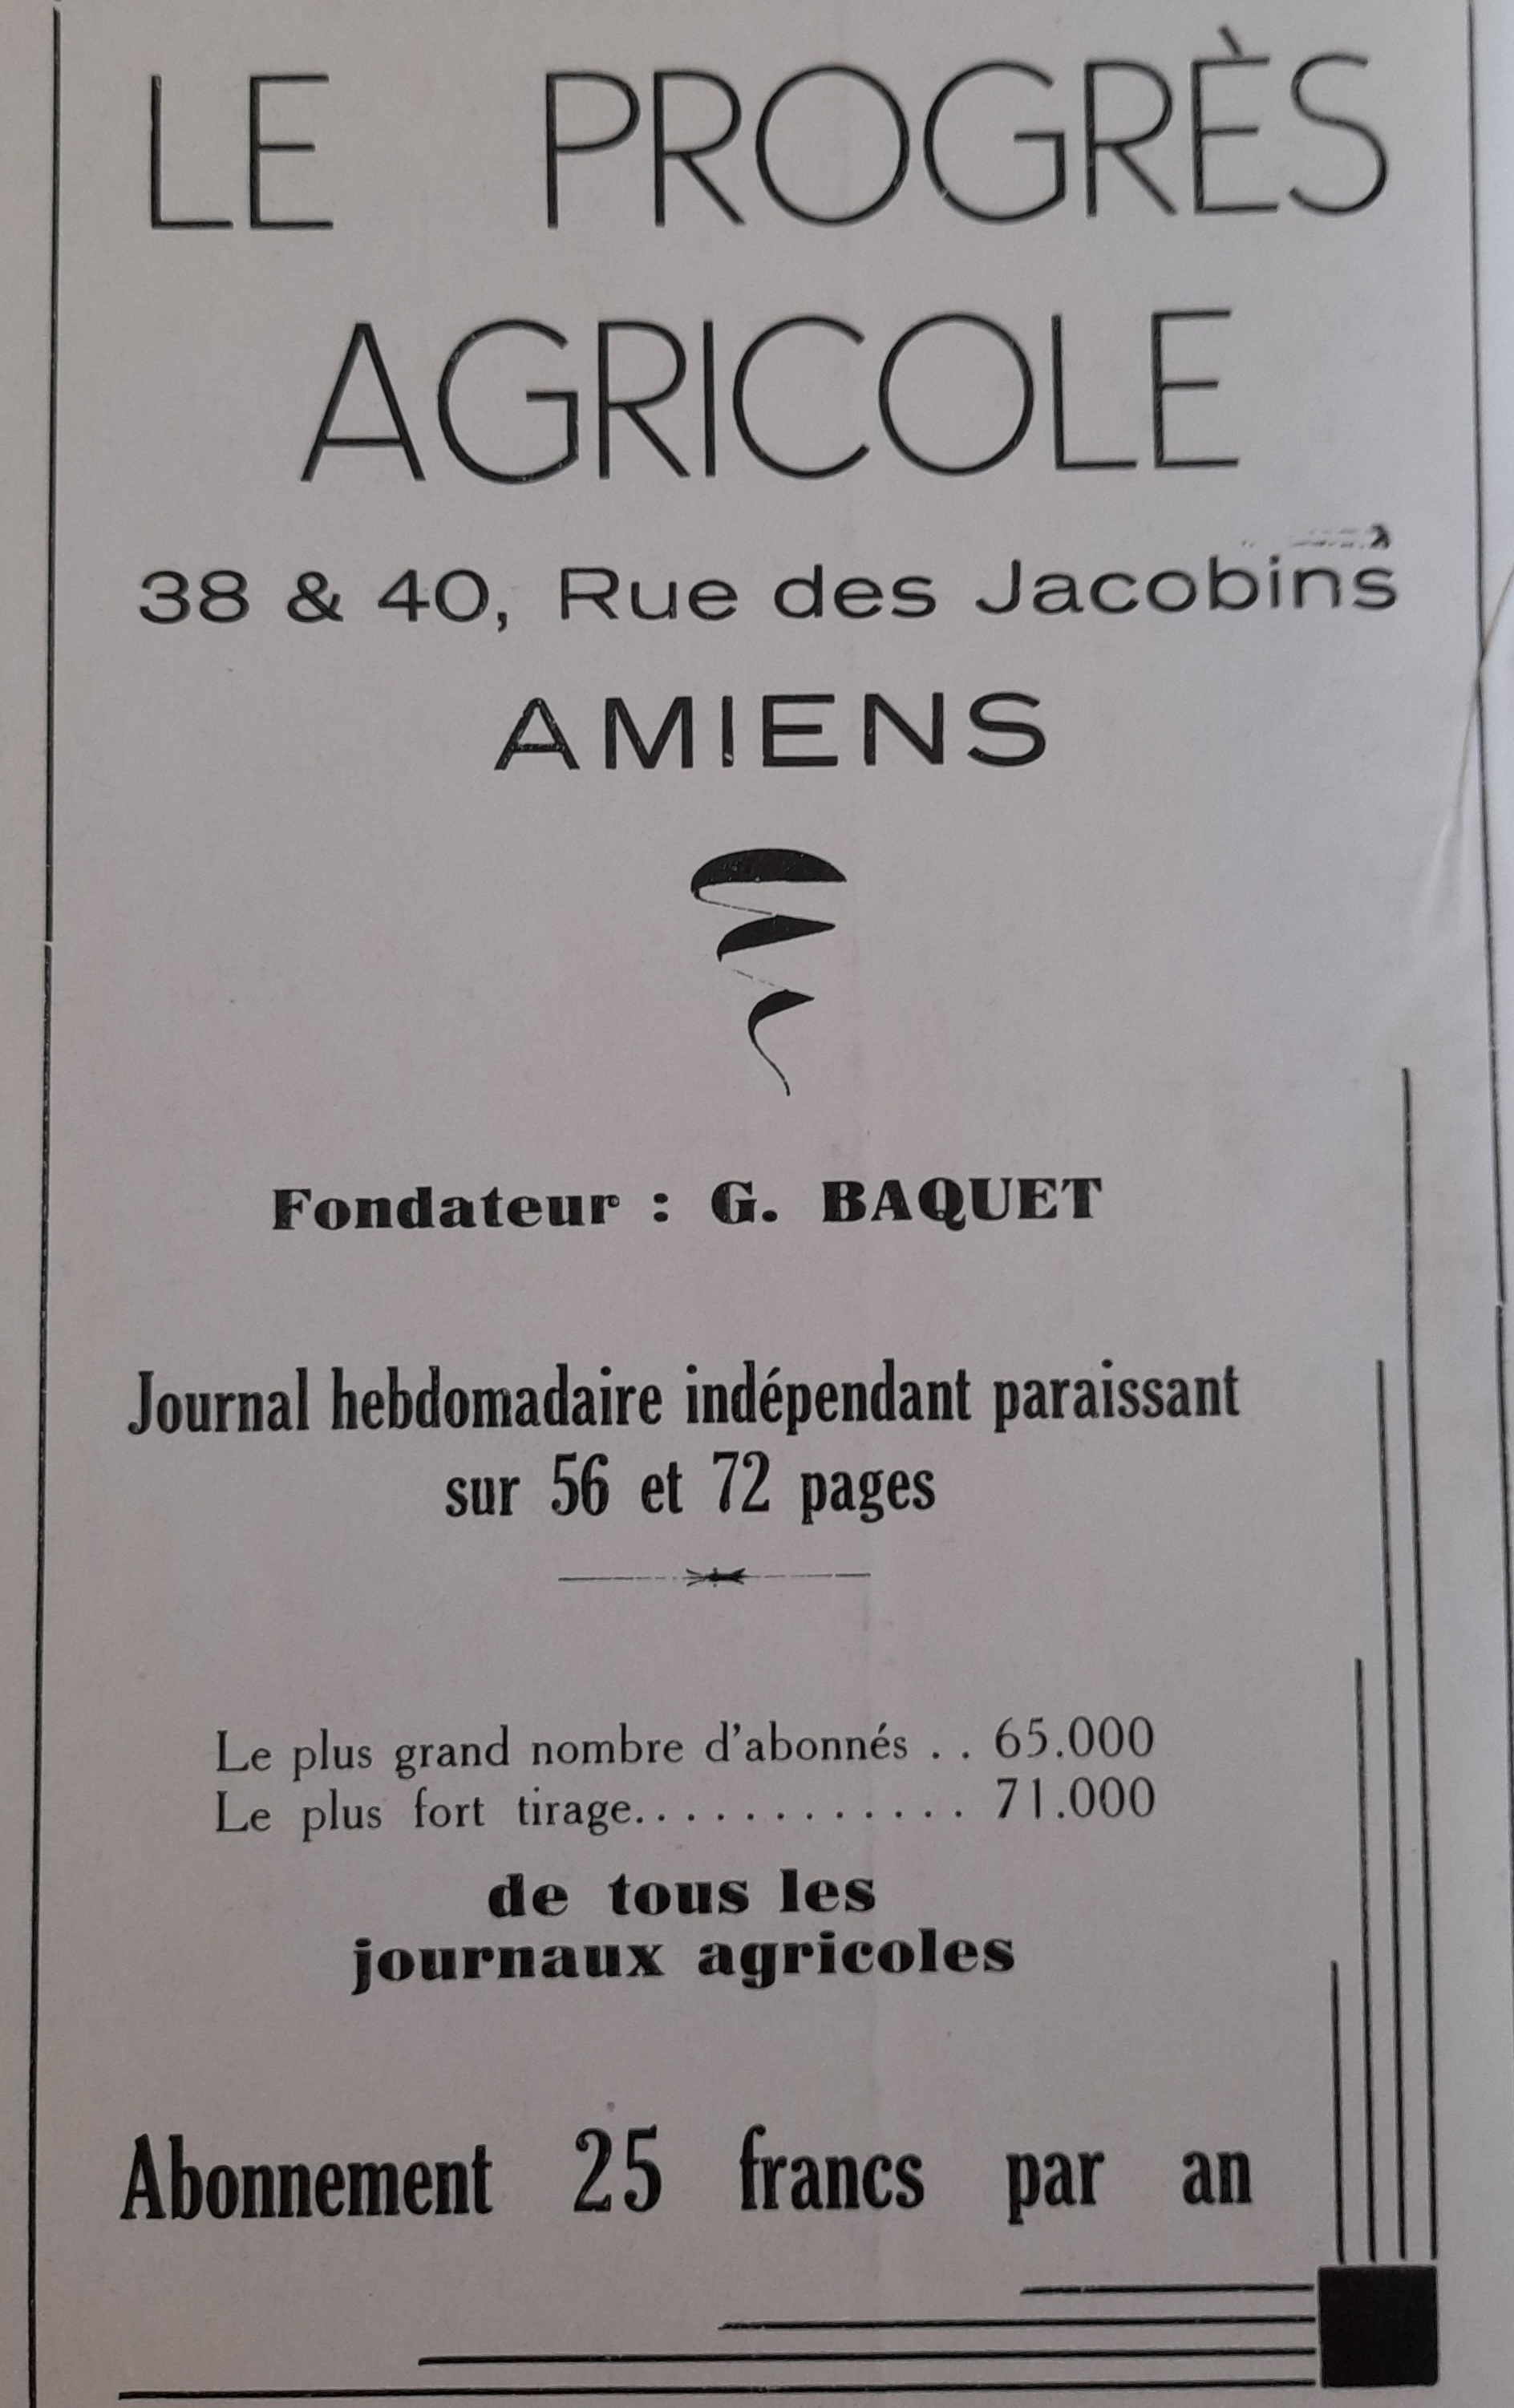 LE PROGRÈS
AGRICOLE
38 & 40, Rue des Jacobins
AMIENS
Fondateur : G. BAQUET
Journal hebdomadaire indépendant paraissant
sur 56 et 72 pages
Le plus grand nombre d'abonnés . . 65.000
Le plus fort tirage. . . . . . . . . . . . 71.000
de tous les
journaux agricoles
Abonnement 25 francs par an